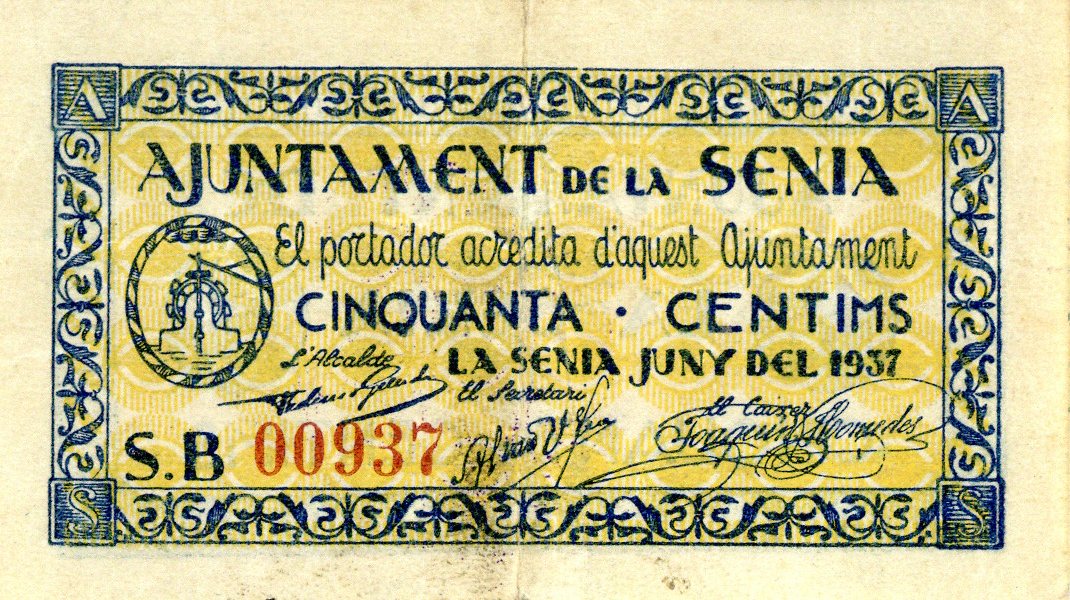 A A
AJUNTAMENT DE LA SENIA
El portador acredita d'aquest Ajuntament
CINQUANTA · CENTIMS
LA SENIA JUNY DEL 1937
L'Alcalde
El Secretari
El Caixer
Joaquin
S.B 00937
S S